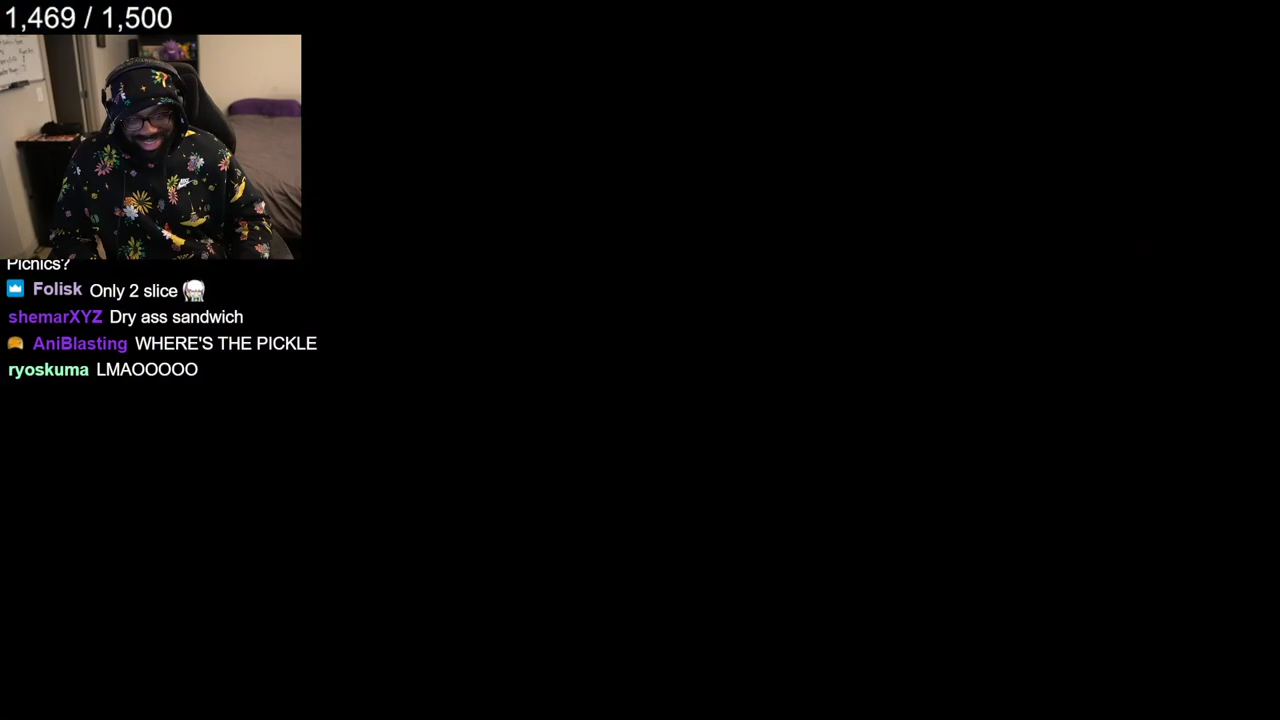 1,469 / 1,500
Picnics?
Folisk Only 2 slice
shemarXYZ Dry ass sandwich
AniBlasting WHERE'S THE PICKLE
ryoskuma LMAOOOOO